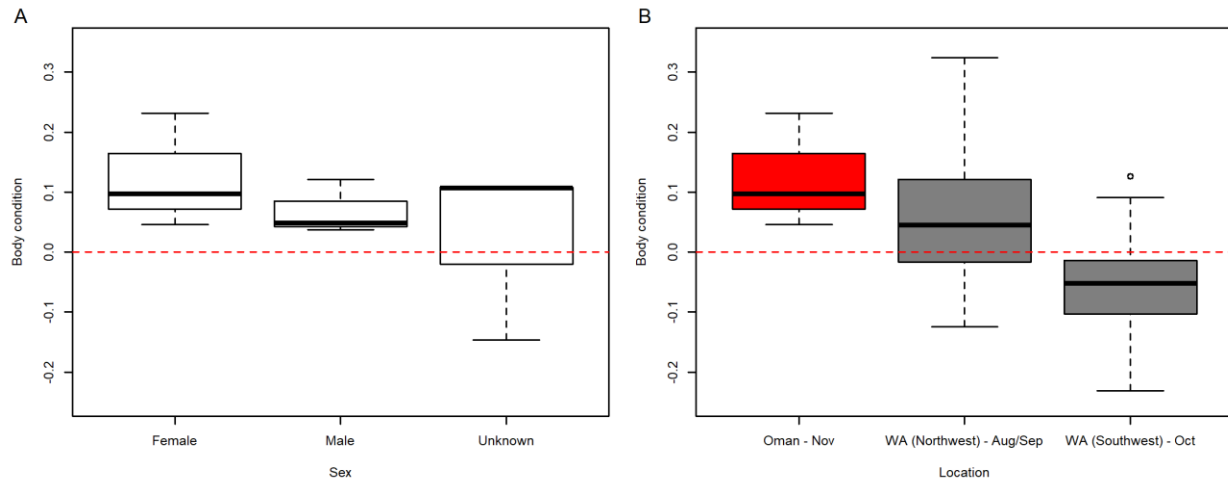 A
Body condition
0.3
0.2
0.1
0.0
-0.1
-0.2
Female Male Unknown
Sex
B
Body condition
0.3
0.2
0.1
0.0
-0.1
-0.2
Oman - Nov WA (Northwest) - Aug/Sep WA (Southwest) - Oct
Location